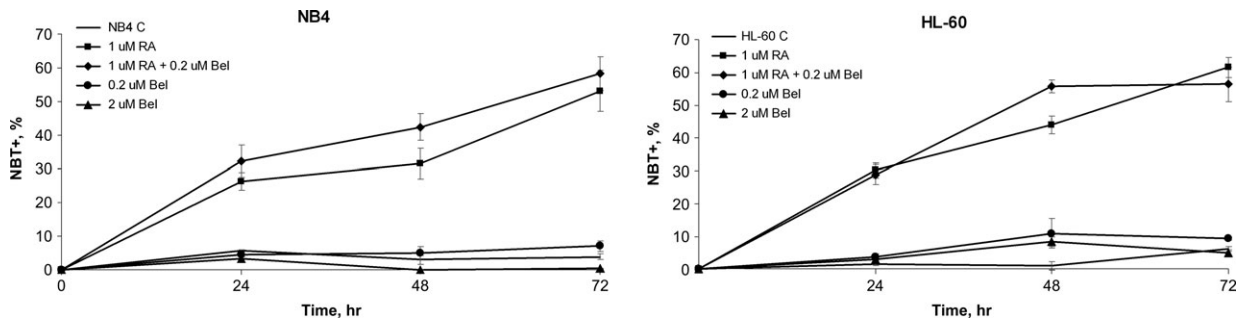 NB4
NB4 C
1 uM RA
1 uM RA + 0.2 uM Bel
0.2 uM Bel
2 uM Bel
70
60
50
40
30
20
10
0
NBT+, %
0
24
48
72
Time, hr
HL-60
HL-60 C
1 uM RA
1 uM RA + 0.2 uM Bel
0.2 uM Bel
2 uM Bel
70
60
50
40
30
20
10
0
NBT+, %
24
48
72
Time, hr